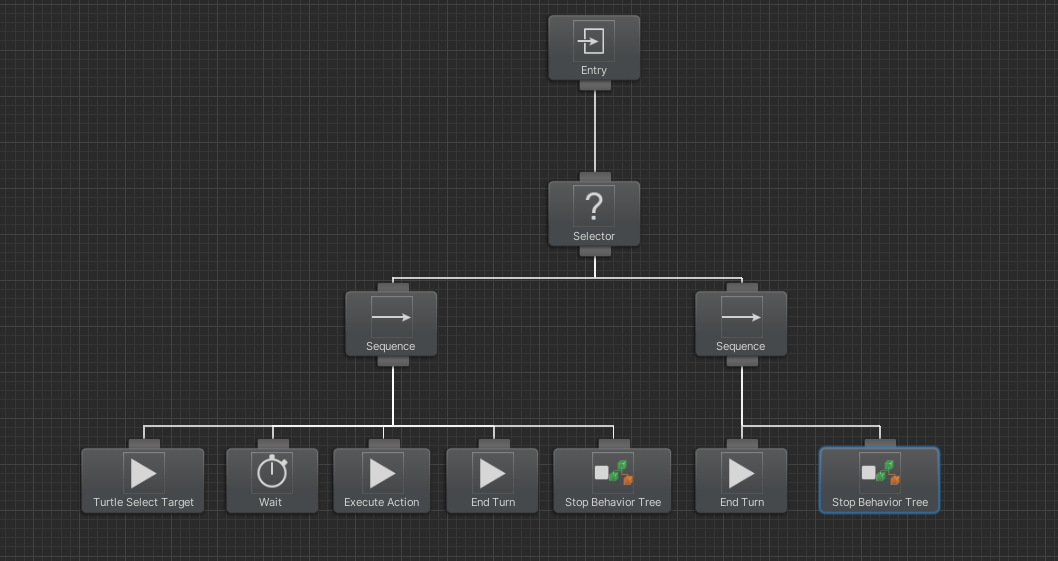 Entry
?
Selector
Sequence
Sequence
Turtle Select Target
Wait
Execute Action
End Turn
Stop Behavior Tree
End Turn
Stop Behavior Tree